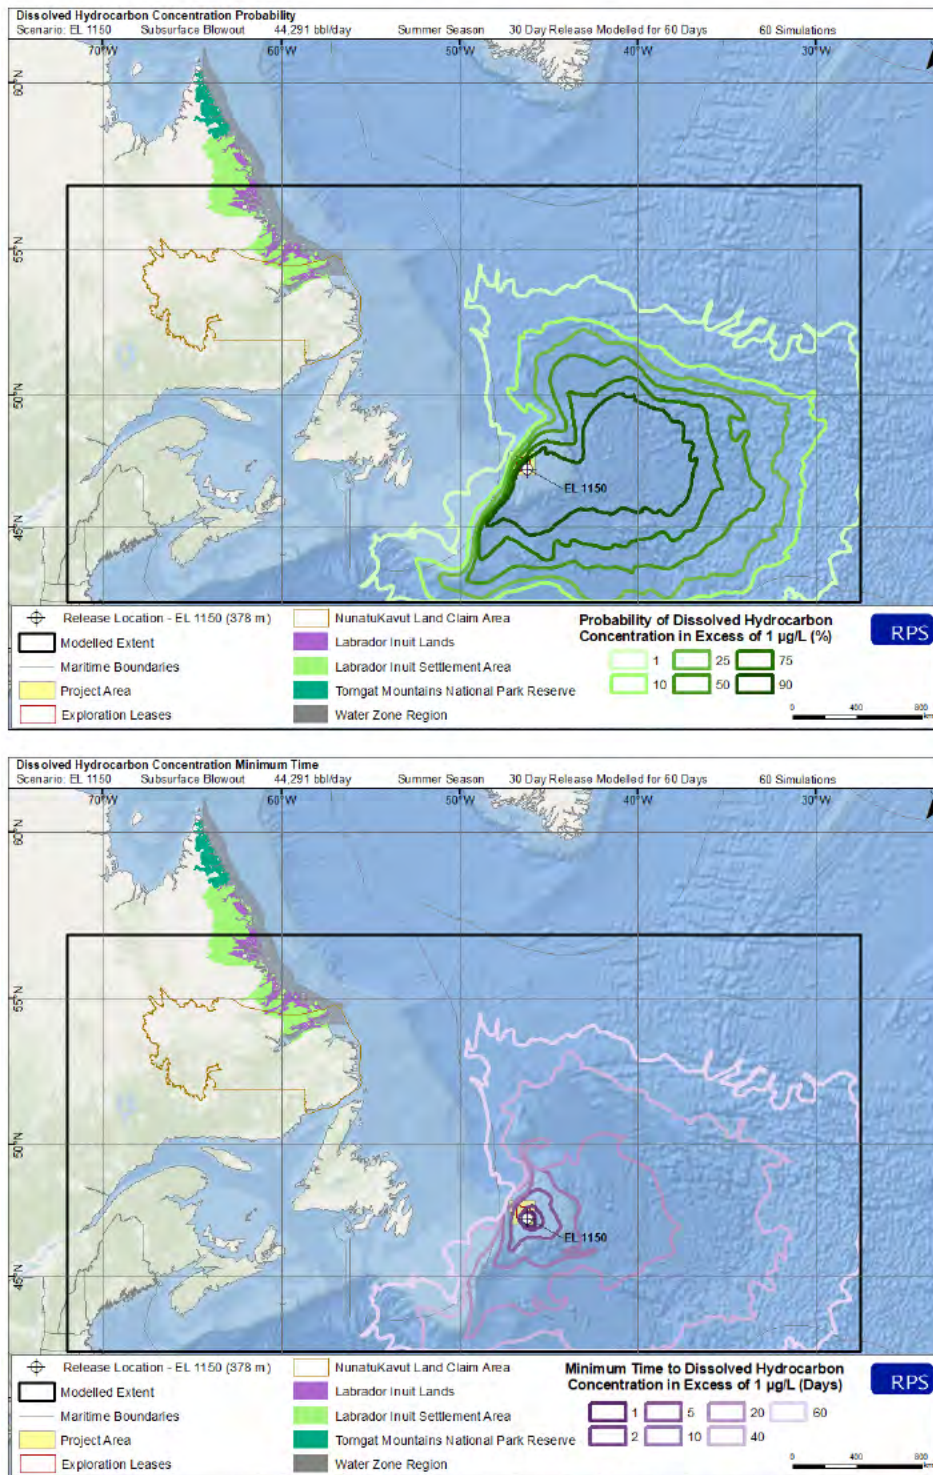 Dissolved Hydrocarbon Concentration Probability
Scenario: EL 1150 Subsurface Blowout 44,291 bbl/day Summer Season 30 Day Release Modelled for 60 Days 60 Simulations
70°W 60°W 50°W 40°W 30°W
60°N
55°N
50°N
45°N
EL 1150
Release Location - EL 1150 (378 m)
Modelled Extent
Maritime Boundaries
Project Area
Exploration Leases
NunatuKavut Land Claim Area
Labrador Inuit Lands
Labrador Inuit Settlement Area
Torngat Mountains National Park Reserve
Water Zone Region
Probability of Dissolved Hydrocarbon
Concentration in Excess of 1 µg/L (%)
1 25 75
10 50 90
RPS
0 400 800
km
Dissolved Hydrocarbon Concentration Minimum Time
Scenario: EL 1150 Subsurface Blowout 44,291 bbl/day Summer Season 30 Day Release Modelled for 60 Days 60 Simulations
70°W 60°W 50°W 40°W 30°W
60°N
55°N
50°N
45°N
EL 1150
Release Location - EL 1150 (378 m)
Modelled Extent
Maritime Boundaries
Project Area
Exploration Leases
NunatuKavut Land Claim Area
Labrador Inuit Lands
Labrador Inuit Settlement Area
Torngat Mountains National Park Reserve
Water Zone Region
Minimum Time to Dissolved Hydrocarbon
Concentration in Excess of 1 µg/L (Days)
1 5 20 60
2 10 40
RPS
0 400 800
km